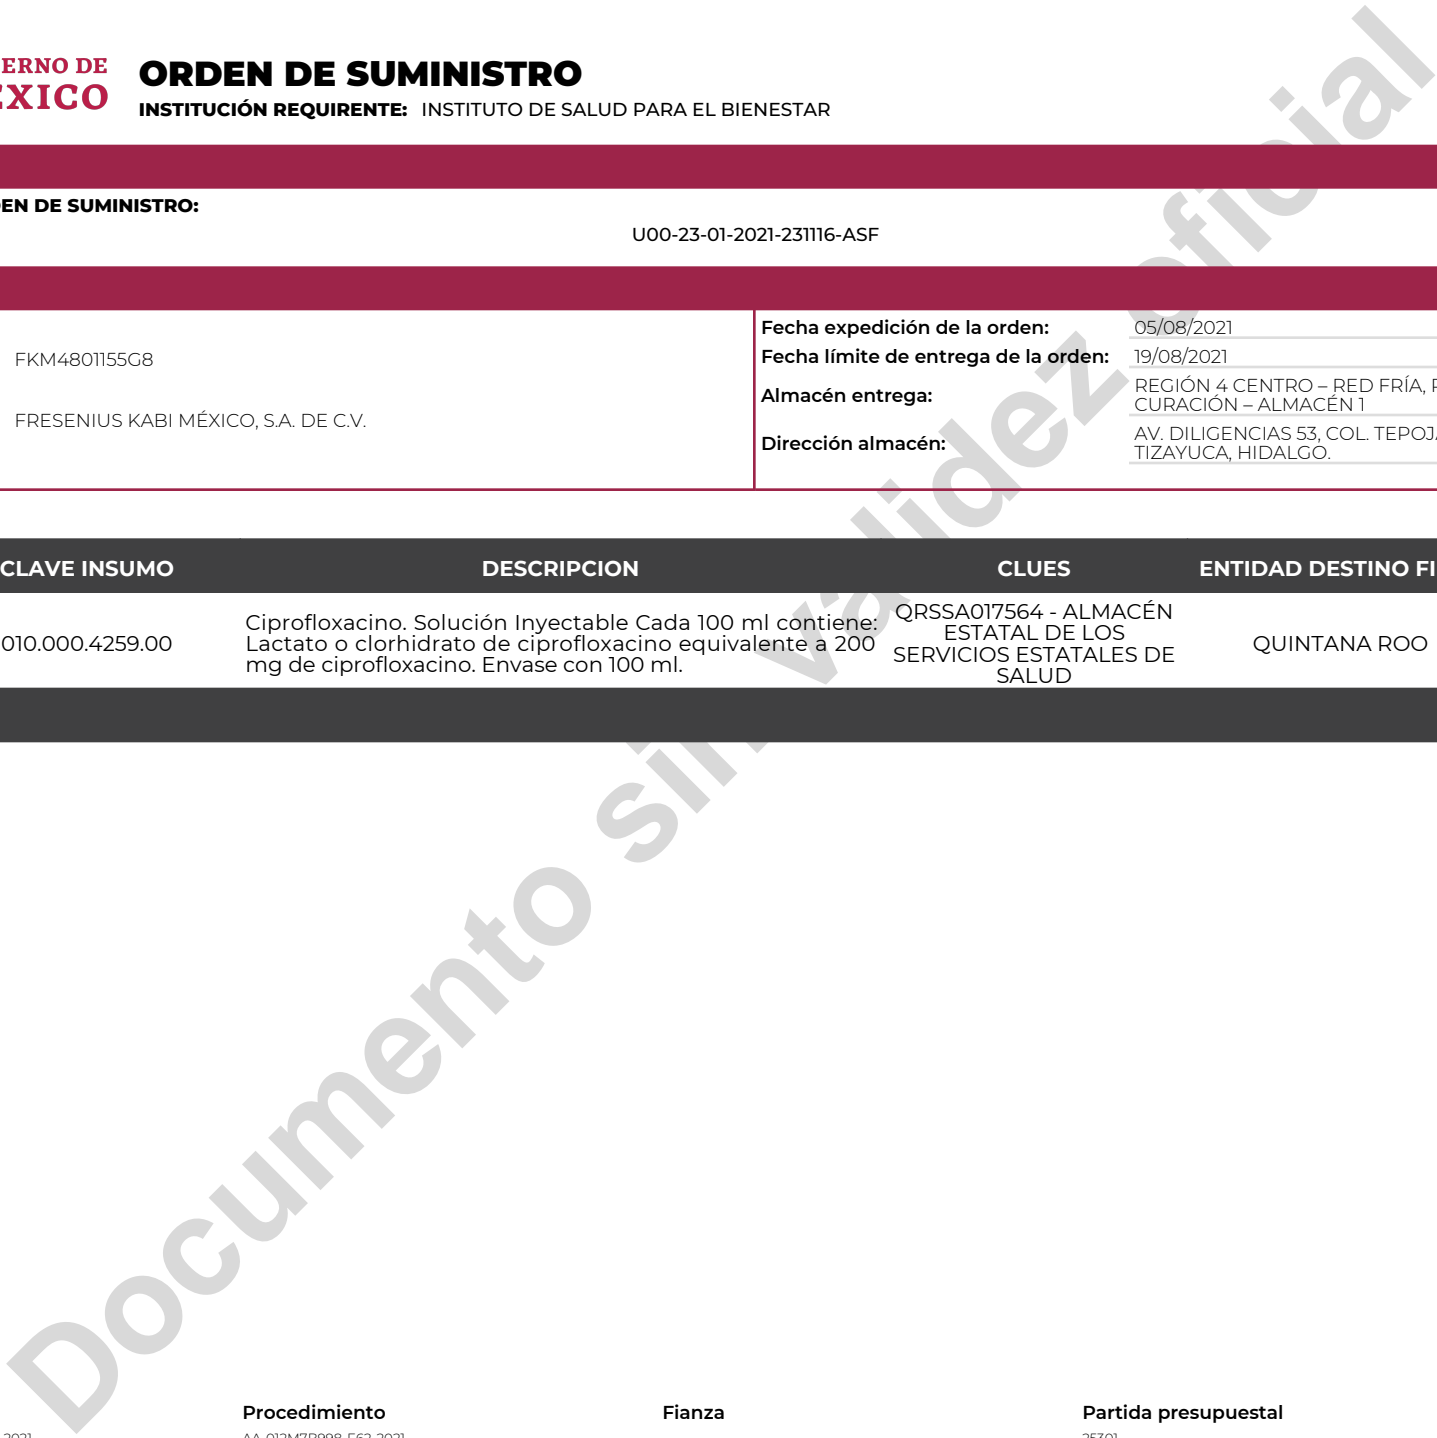 ERNO DE
ORDEN DE SUMINISTRO
INSTITUCIÓN REQUIRENTE: INSTITUTO DE SALUD PARA EL BIENESTAR
EN DE SUMINISTRO:
U00-23-01-2021-231116-ASF
FKM4801155G8
FRESENIUS KABI MÉXICO, S.A. DE C.V.
Fecha expedición de la orden: 05/08/2021
Fecha límite de entrega de la orden: 19/08/2021
Almacén entrega: REGIÓN 4 CENTRO – RED FRÍA,
CURACIÓN – ALMACÉN 1
Dirección almacén: AV. DILIGENCIAS 53, COL. TEPOJA
TIZAYUCA, HIDALGO.
CLAVE INSUMO DESCRIPCION CLUES ENTIDAD DESTINO FI
010.000.4259.00
Ciprofloxacino. Solución Inyectable Cada 100 ml contiene:
Lactato o clorhidrato de ciprofloxacino equivalente a 200
mg de ciprofloxacino. Envase con 100 ml.
QRSSA017564 - ALMACÉN
ESTATAL DE LOS
SERVICIOS ESTATALES DE
SALUD
QUINTANA ROO
Documento sin validez oficial
Procedimiento Fianza Partida presupuestal